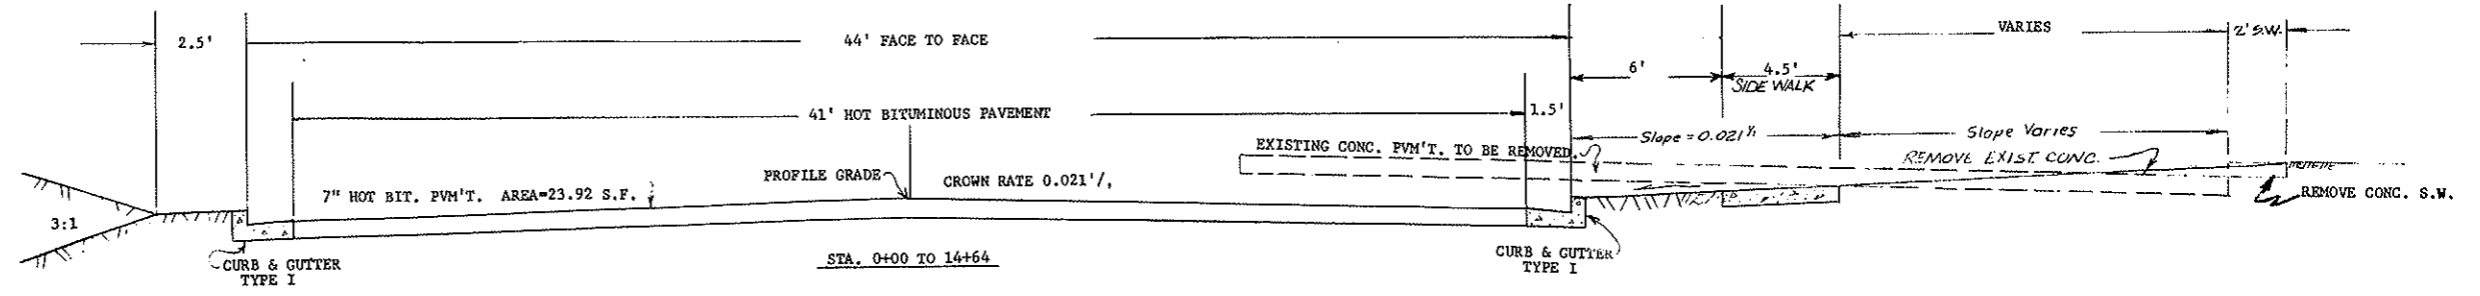 2.5'
44' FACE TO FACE
VARIES
2' S.W.
6'
4.5'
SIDE WALK
41' HOT BITUMINOUS PAVEMENT
1.5'
Slope = 0.021'/1
Slope Varies
EXISTING CONC. PVM'T. TO BE REMOVED.
REMOVE EXIST CONC.
PROFILE GRADE
CROWN RATE 0.021'/,
7" HOT BIT. PVM'T. AREA=23.92 S.F.
REMOVE CONC. S.W.
3:1
CURB & GUTTER
TYPE I
STA. 0+00 TO 14+64
CURB & GUTTER
TYPE I